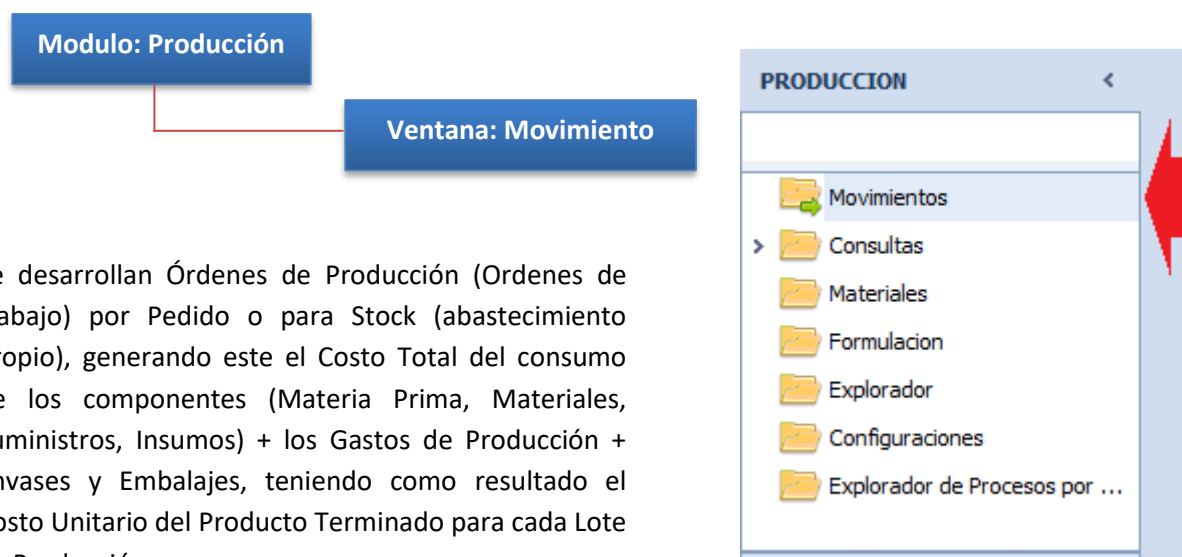 Modulo: Producción
Ventana: Movimiento
desarrollan Órdenes de Producción (Ordenes de
abajo) por Pedido o para Stock (abastecimiento
ropio), generando este el Costo Total del consumo
e los componentes (Materia Prima, Materiales,
uministros, Insumos) + los Gastos de Producción +
nvases y Embalajes, teniendo como resultado el
osto Unitario del Producto Terminado para cada Lote
PRODUCCION
Movimientos
Consultas
Materiales
Formulacion
Explorador
Configuraciones
Explorador de Procesos por ...